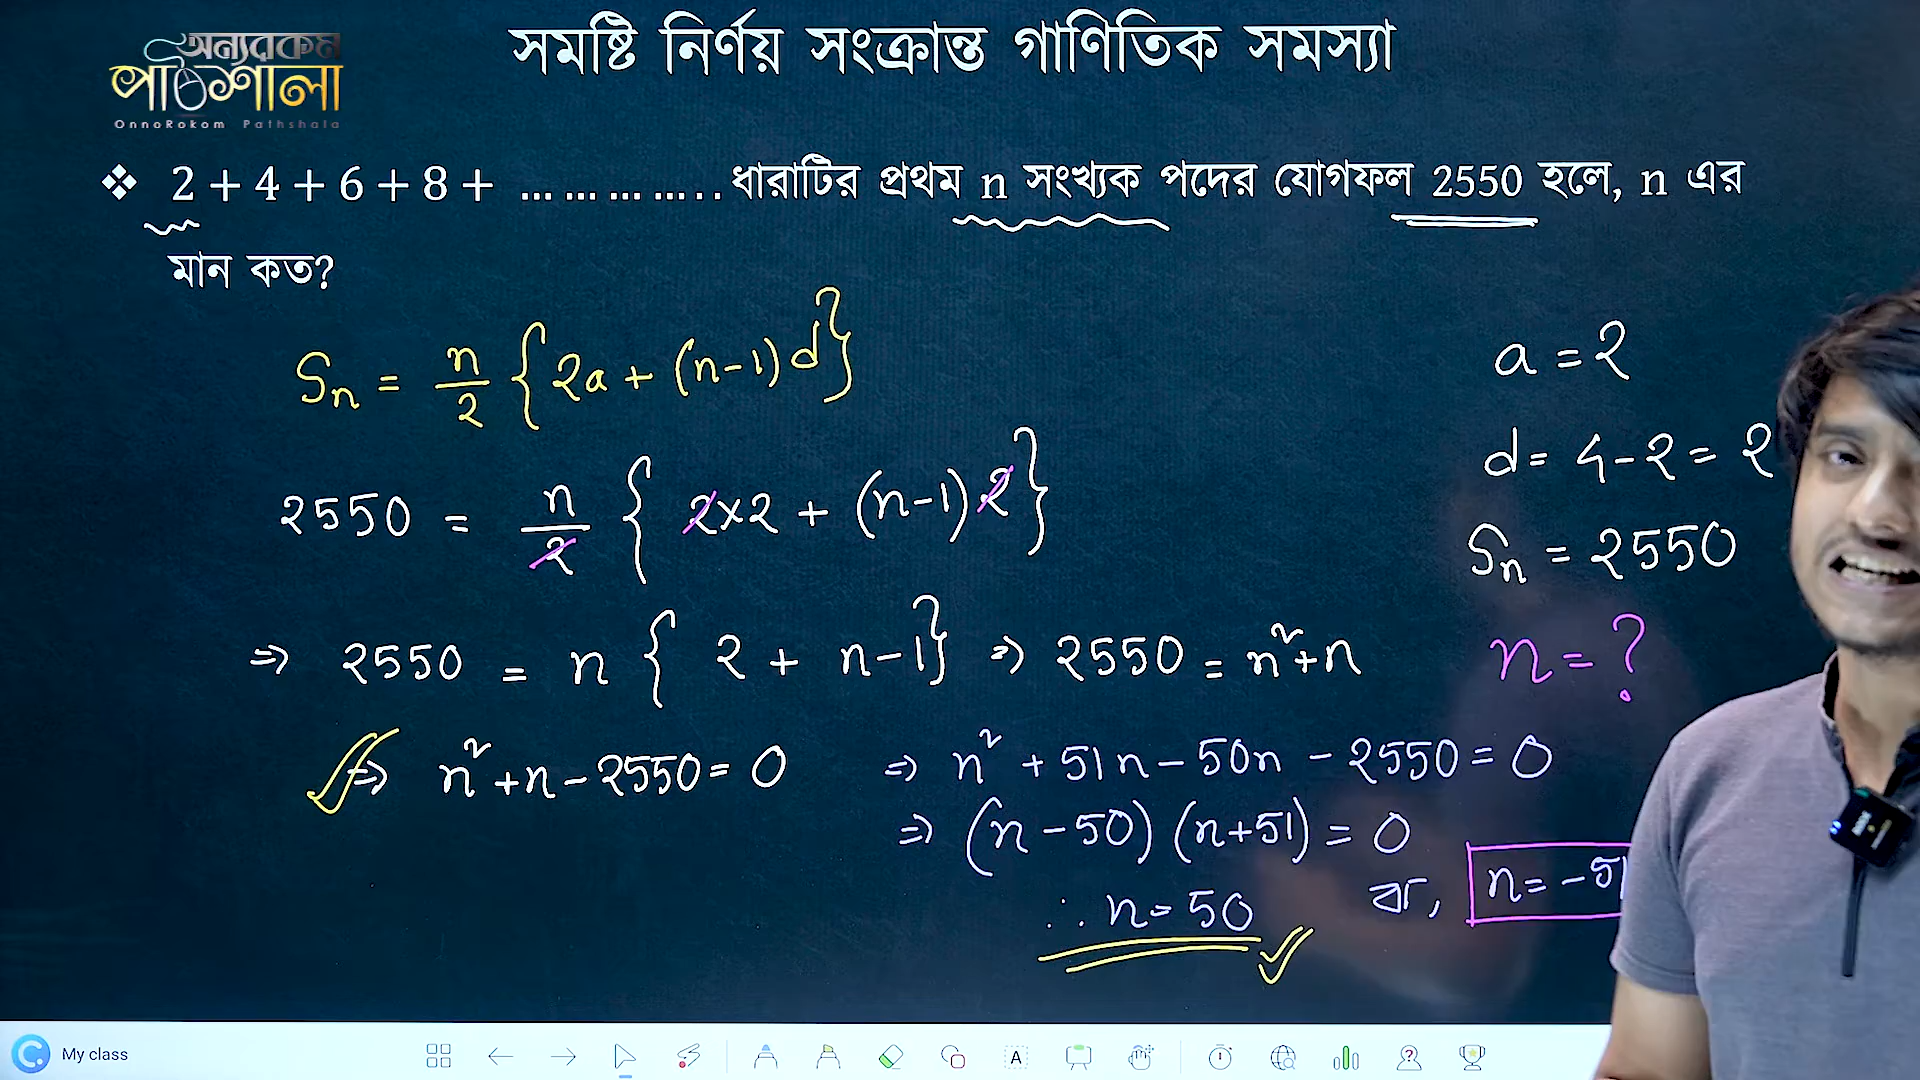 অন্যরকম
পাঠশালা
OnnoRokom Pathshala
সমষ্টি নির্ণয় সংক্রান্ত গাণিতিক সমস্যা
❖ 2 + 4 + 6 + 8 + ... ... ... ..... ধারাটির প্রথম n সংখ্যক পদের যোগফল 2550 হলে, n এর
মান কত?
Sn = n/2 {2a + (n-1) d}
a = 2
d = 4-2 = 2
2550 = n/2 { 2×2 + (n-1) 2}
Sn = 2550
⇒ 2550 = n { 2 + n-1} ⇒ 2550 = n²+n
n = ?
⇒ n²+n-2550 = 0
⇒ n² + 51n - 50n - 2550 = 0
⇒ (n - 50) (n+51) = 0
∴ n = 50 বা, n = -51
My class